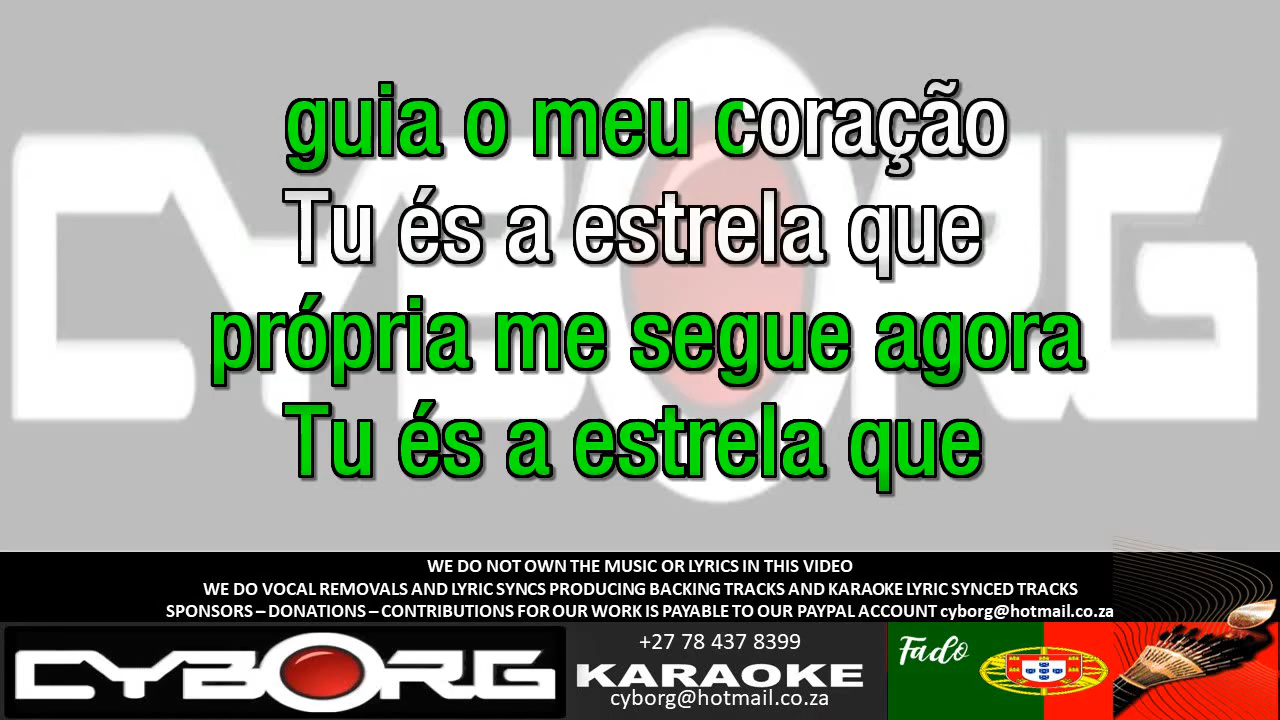 guia o meu coração
Tu és a estrela que
própria me segue agora
Tu és a estrela que
WE DO NOT OWN THE MUSIC OR LYRICS IN THIS VIDEO
WE DO VOCAL REMOVALS AND LYRIC SYNCS PRODUCING BACKING TRACKS AND KARAOKE LYRIC SYNCED TRACKS
SPONSORS – DONATIONS – CONTRIBUTIONS FOR OUR WORK IS PAYABLE TO OUR PAYPAL ACCOUNT cyborg@hotmail.co.za
CYBORG
+27 78 437 8399
KARAOKE
cyborg@hotmail.co.za
Fado
CYBORG